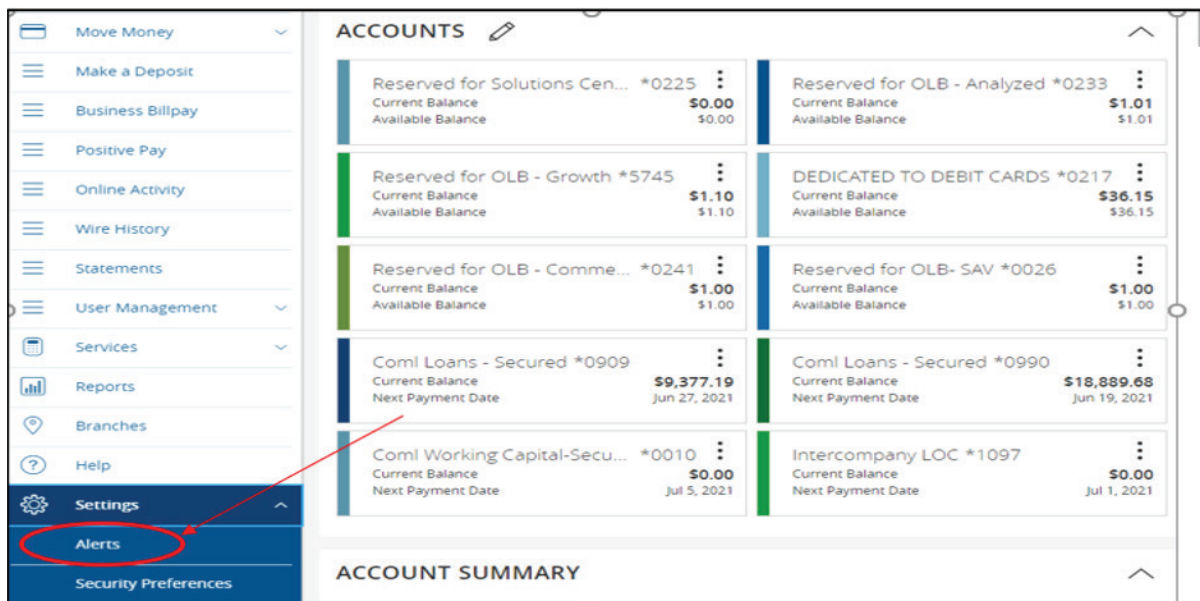 Move Money
Make a Deposit
Business Billpay
Positive Pay
Online Activity
Wire History
Statements
User Management
Services
Reports
Branches
Help
Settings
Alerts
Security Preferences
ACCOUNTS
Reserved for Solutions Cen... *0225
Current Balance $0.00
Available Balance $0.00
Reserved for OLB - Analyzed *0233
Current Balance $1.01
Available Balance $1.01
Reserved for OLB - Growth *5745
Current Balance $1.10
Available Balance $1.10
DEDICATED TO DEBIT CARDS *0217
Current Balance $36.15
Available Balance $36.15
Reserved for OLB - Comme... *0241
Current Balance $1.00
Available Balance $1.00
Reserved for OLB- SAV *0026
Current Balance $1.00
Available Balance $1.00
Coml Loans - Secured *0909
Current Balance $9,377.19
Next Payment Date Jun 27, 2021
Coml Loans - Secured *0990
Current Balance $18,889.68
Next Payment Date Jun 19, 2021
Coml Working Capital-Secu... *0010
Current Balance $0.00
Next Payment Date Jul 5, 2021
Intercompany LOC *1097
Current Balance $0.00
Next Payment Date Jul 1, 2021
ACCOUNT SUMMARY